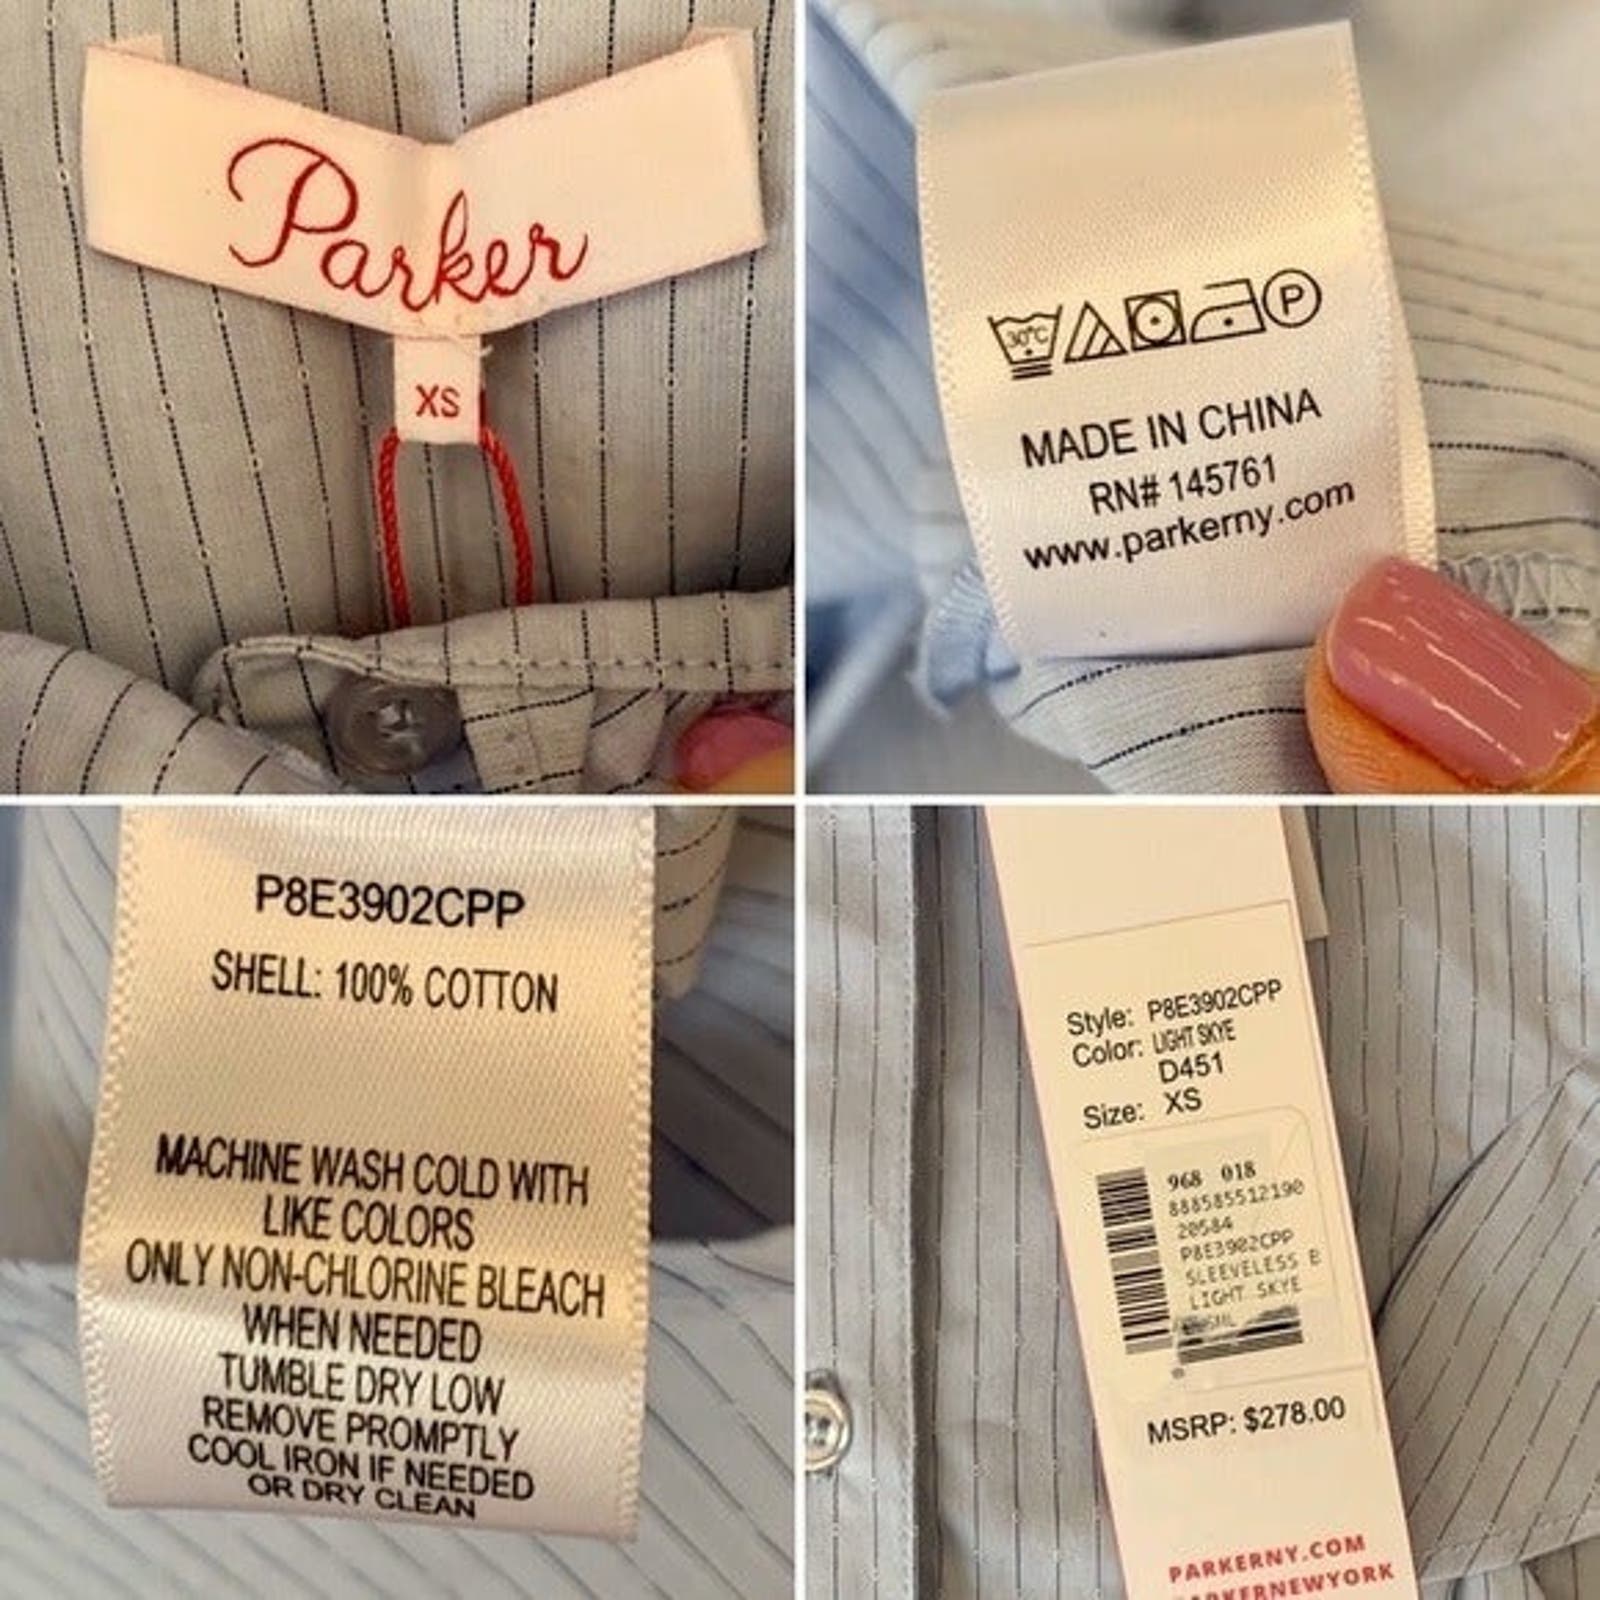 Parker
XS
30°C P
MADE IN CHINA
RN# 145761
www.parkerny.com
P8E3902CPP
SHELL: 100% COTTON
MACHINE WASH COLD WITH
LIKE COLORS
ONLY NON-CHLORINE BLEACH
WHEN NEEDED
TUMBLE DRY LOW
REMOVE PROMPTLY
COOL IRON IF NEEDED
OR DRY CLEAN
Style: P8E3902CPP
Color: LIGHT SKYE
D451
Size: XS
968 018
888585512190
20584
P8E3902CPP
SLEEVELESS B
LIGHT SKYE
MSRP: $278.00
PARKERNY.COM